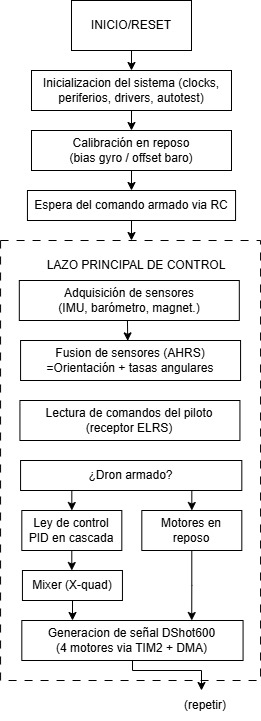 INICIO/RESET
Inicializacion del sistema (clocks,
periferios, drivers, autotest)
Calibración en reposo
(bias gyro / offset baro)
Espera del comando armado via RC
LAZO PRINCIPAL DE CONTROL
Adquisición de sensores
(IMU, barómetro, magnet.)
Fusion de sensores (AHRS)
=Orientación + tasas angulares
Lectura de comandos del piloto
(receptor ELRS)
¿Dron armado?
Ley de control
PID en cascada
Motores en
reposo
Mixer (X-quad)
Generacion de señal DShot600
(4 motores via TIM2 + DMA)
(repetir)